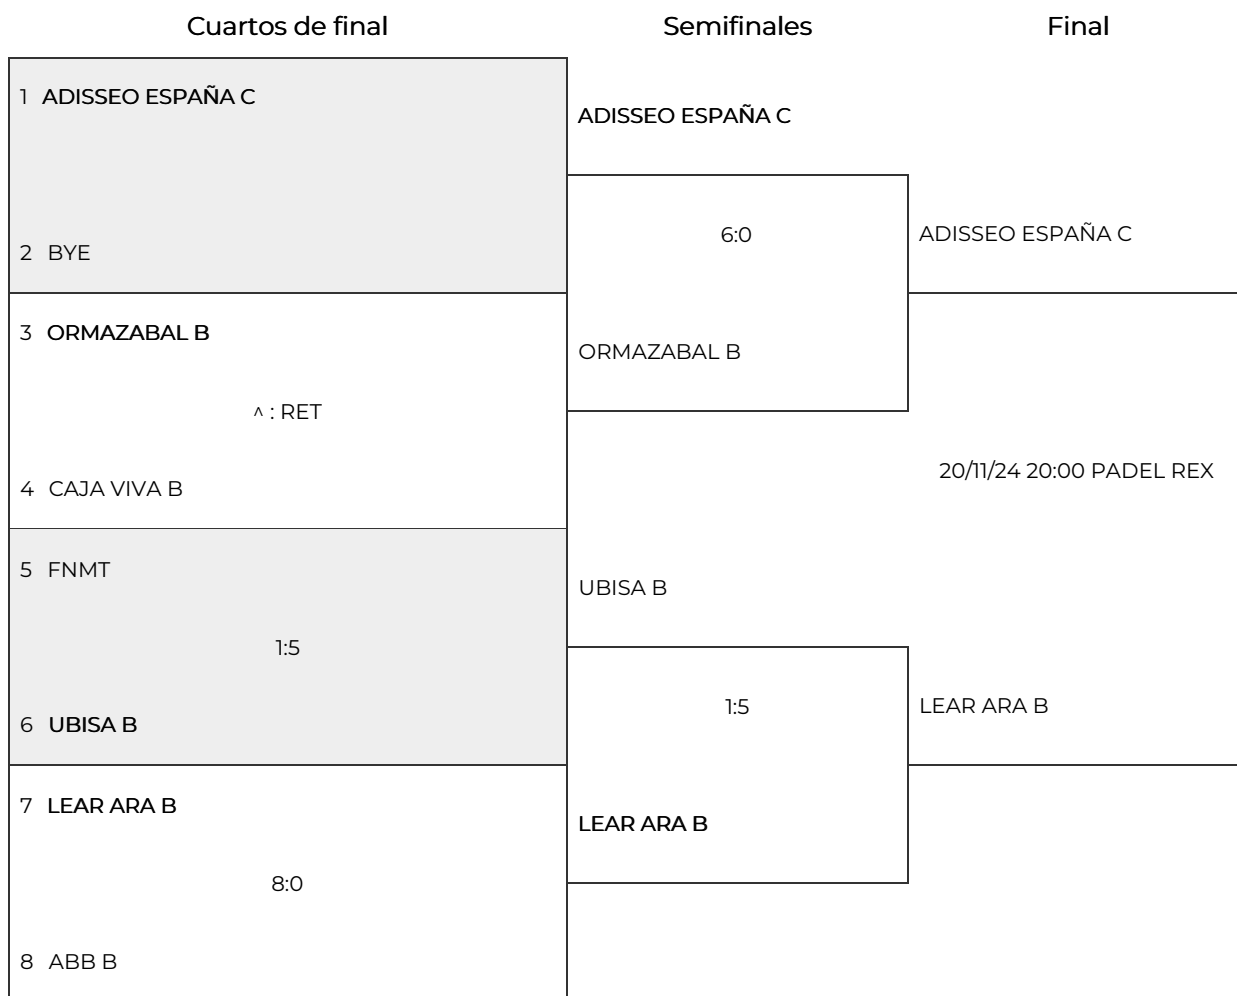 Cuartos de final
Semifinales
Final
1 ADISSEO ESPAÑA C
2 BYE
3 ORMAZABAL B
^ : RET
4 CAJA VIVA B
5 FNMT
1:5
6 UBISA B
7 LEAR ARA B
8:0
8 ABB B
ADISSEO ESPAÑA C
6:0
ORMAZABAL B
UBISA B
1:5
LEAR ARA B
ADISSEO ESPAÑA C
20/11/24 20:00 PADEL REX
LEAR ARA B